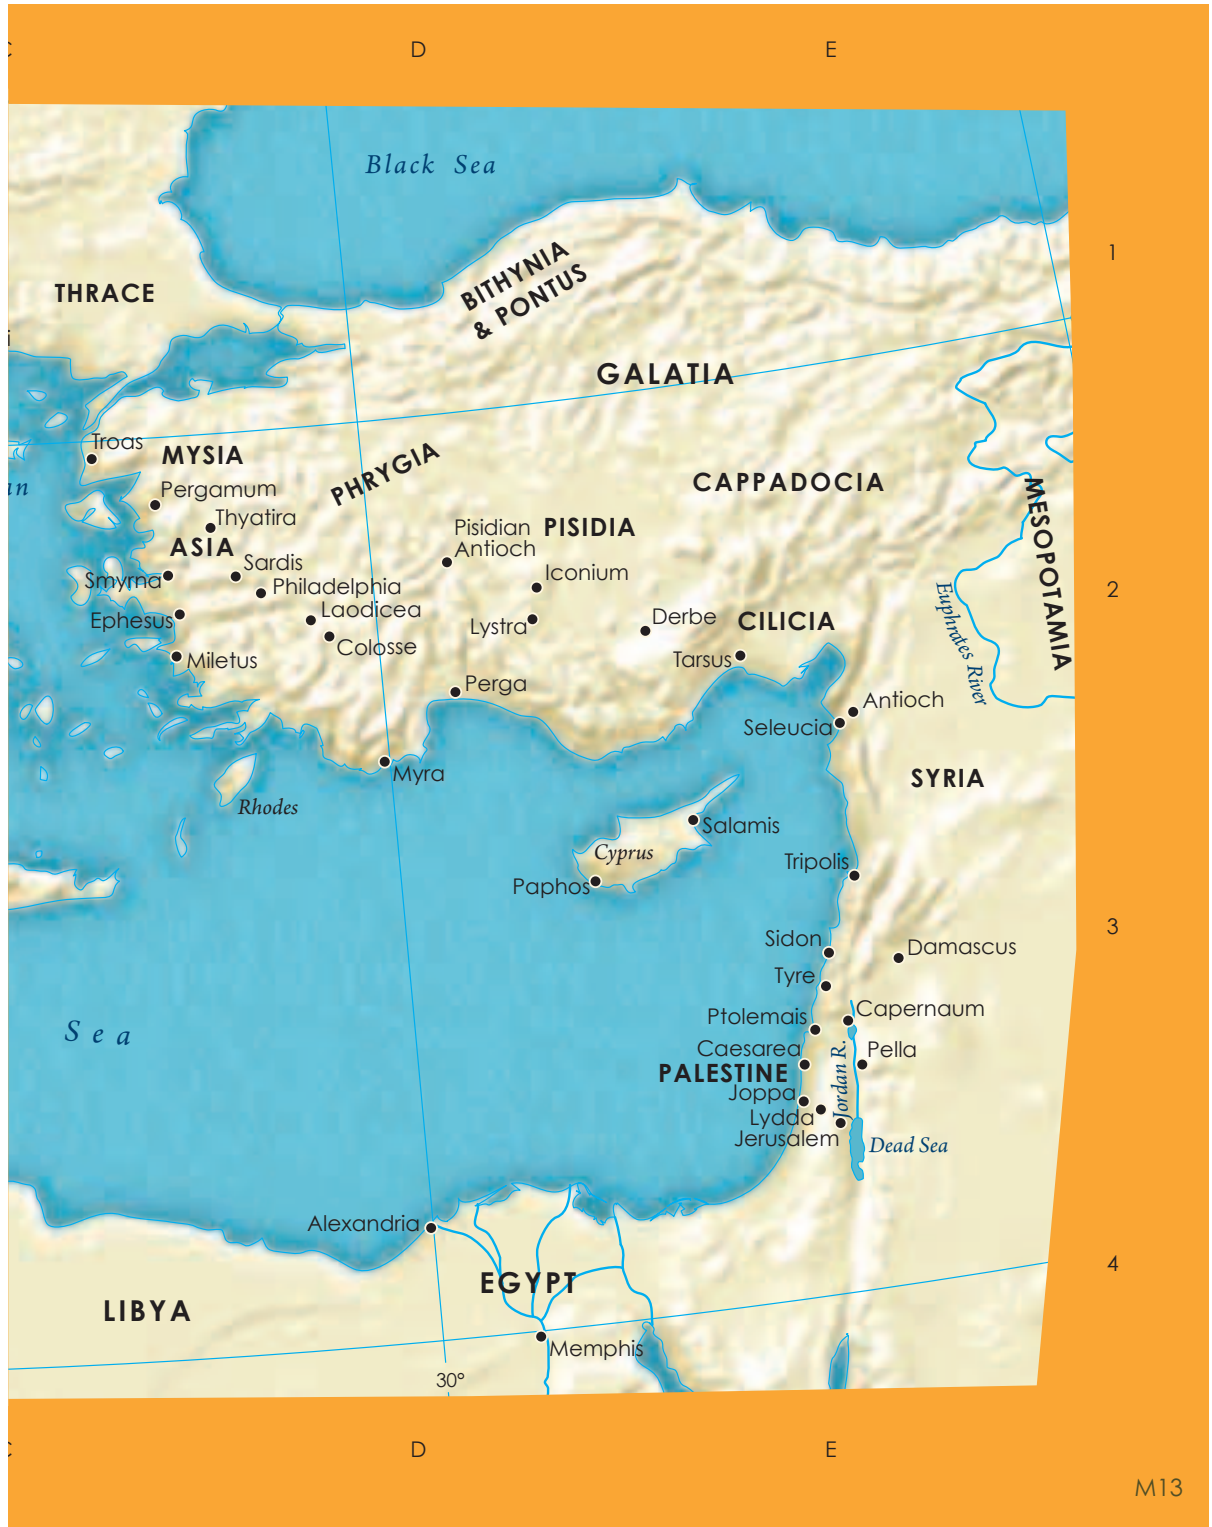 D
E
Black Sea
1
BITHYNIA
& PONTUS
THRACE
GALATIA
Troas
MYSIA
PHRYGIA
CAPPADOCIA
MESOPOTAMIA
Pergamum
Thyatira
Pisidian
Antioch
PISIDIA
ASIA
Sardis
Iconium
Smyrna
Philadelphia
2
Laodicea
Ephesus
Lystra
Derbe
CILICIA
Euphrates River
Colosse
Miletus
Tarsus
Perga
Antioch
Seleucia
Myra
SYRIA
Rhodes
Salamis
Cyprus
Tripolis
Paphos
3
Sidon
Damascus
Tyre
Sea
Ptolemais
Capernaum
Caesarea
Jordan R.
Pella
PALESTINE
Joppa
Lydda
Jerusalem
Dead Sea
Alexandria
4
EGYPT
LIBYA
Memphis
30°
D
E
M13